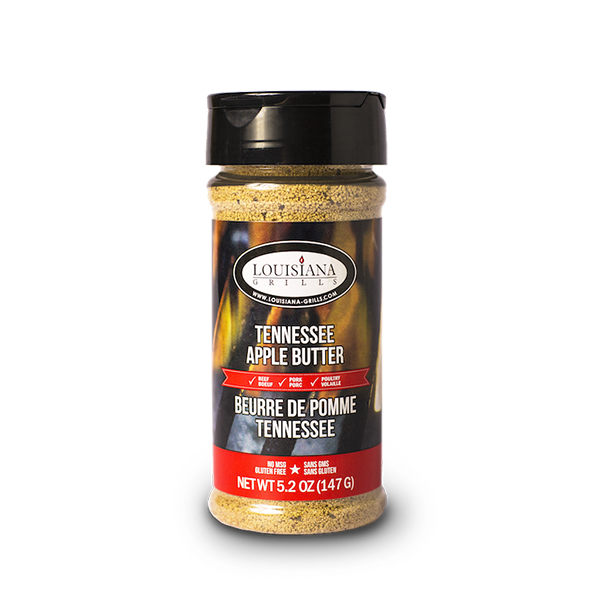 LOUISIANA
GRILLS
WWW.LOUISIANA-GRILLS.COM
TENNESSEE
APPLE BUTTER
BEEF
BOEUF
PORK
PORC
POULTRY
VOLAILLE
BEURRE DE POMME
TENNESSEE
NO MSG
GLUTEN FREE
SANS GMS
SANS GLUTEN
NET WT 5.2 OZ (147 G)